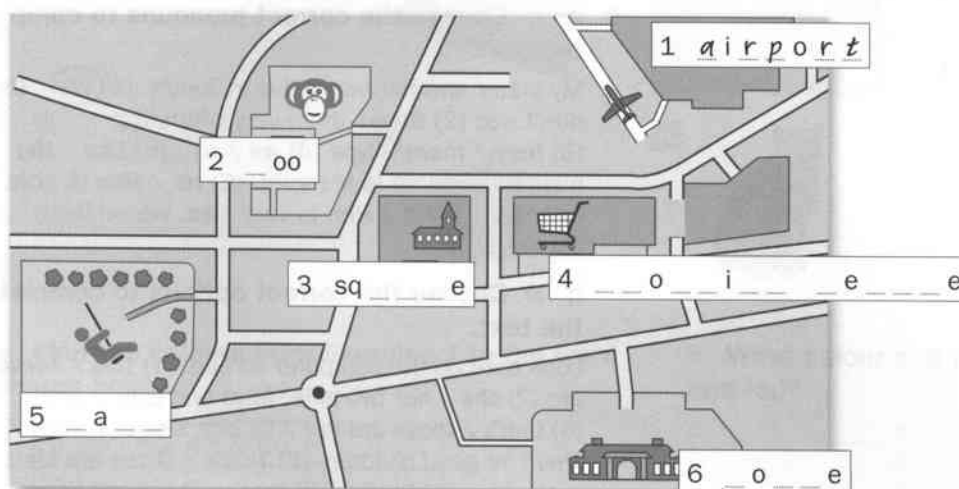 1 airport
2 oo
3 sq e
4 _ _ o _ _ i _ _ _ e _ _ _ e
5 _ a _ _
6 _ o _ _ _ e